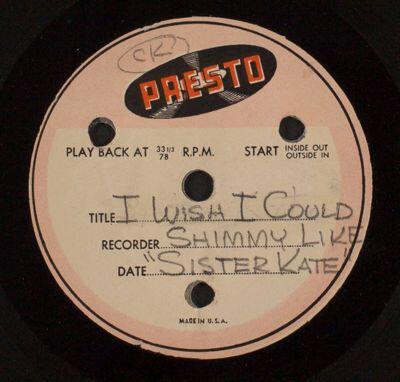 CK
PRESTO
PLAY BACK AT 33 1/3 78 R.P.M. START INSIDE OUT OUTSIDE IN
TITLE I WISH I COULD
RECORDER SHIMMY LIKE
DATE "SISTER KATE"
MADE IN U.S.A.